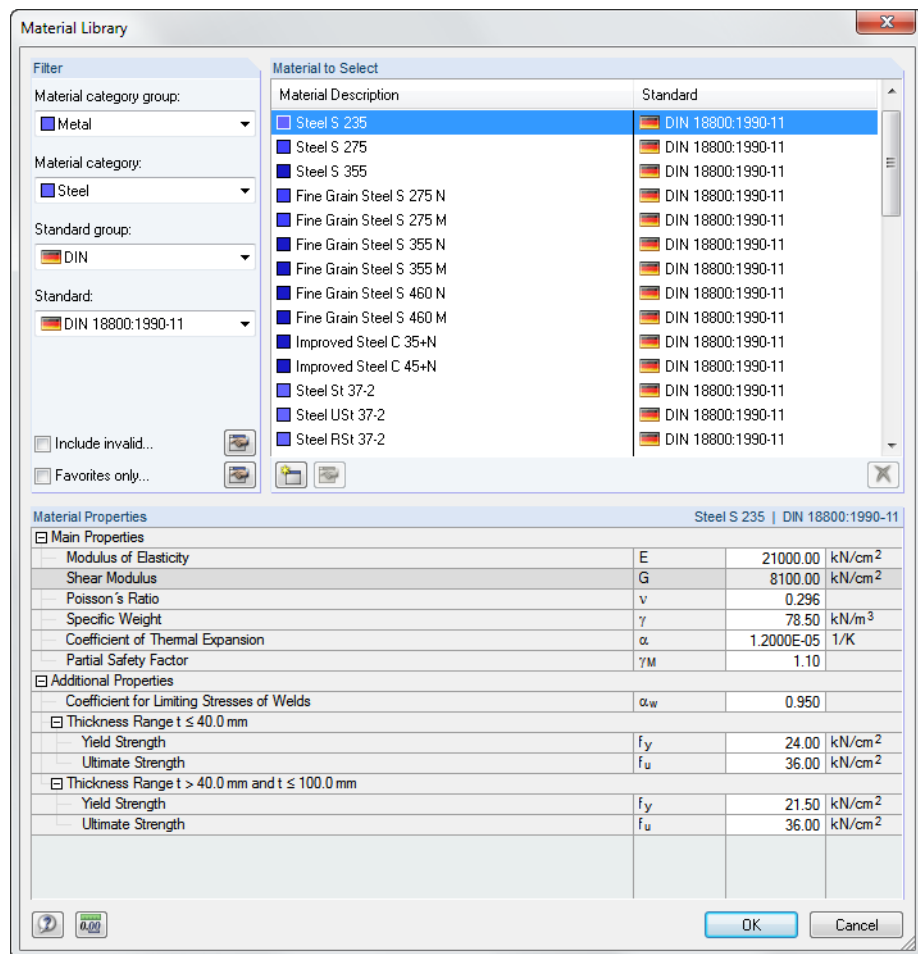 Material Library
Filter
Material category group:
Metal
Material category:
Steel
Standard group:
DIN
Standard:
DIN 18800:1990-11
Include invalid...
Favorites only...
Material to Select
Material Description Standard
Steel S 235 DIN 18800:1990-11
Steel S 275 DIN 18800:1990-11
Steel S 355 DIN 18800:1990-11
Fine Grain Steel S 275 N DIN 18800:1990-11
Fine Grain Steel S 275 M DIN 18800:1990-11
Fine Grain Steel S 355 N DIN 18800:1990-11
Fine Grain Steel S 355 M DIN 18800:1990-11
Fine Grain Steel S 460 N DIN 18800:1990-11
Fine Grain Steel S 460 M DIN 18800:1990-11
Improved Steel C 35+N DIN 18800:1990-11
Improved Steel C 45+N DIN 18800:1990-11
Steel St 37-2 DIN 18800:1990-11
Steel USt 37-2 DIN 18800:1990-11
Steel RSt 37-2 DIN 18800:1990-11
Material Properties Steel S 235 | DIN 18800:1990-11
Main Properties
Modulus of Elasticity E 21000.00 kN/cm²
Shear Modulus G 8100.00 kN/cm²
Poisson´s Ratio ν 0.296
Specific Weight γ 78.50 kN/m³
Coefficient of Thermal Expansion α 1.2000E-05 1/K
Partial Safety Factor γM 1.10
Additional Properties
Coefficient for Limiting Stresses of Welds αw 0.950
Thickness Range t ≤ 40.0 mm
Yield Strength fy 24.00 kN/cm²
Ultimate Strength fu 36.00 kN/cm²
Thickness Range t > 40.0 mm and t ≤ 100.0 mm
Yield Strength fy 21.50 kN/cm²
Ultimate Strength fu 36.00 kN/cm²
0.00
OK Cancel